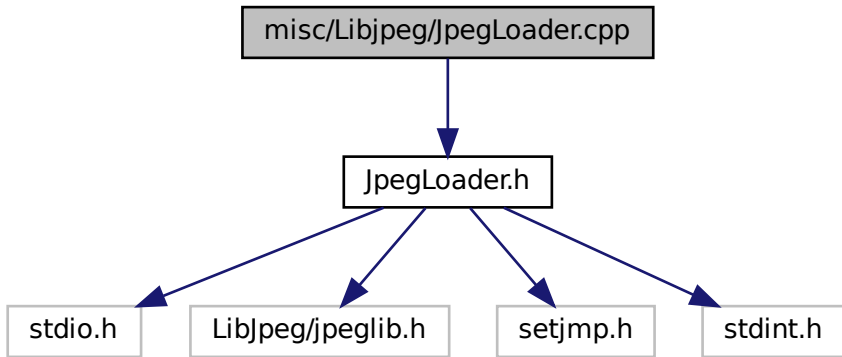 misc/Libjpeg/JpegLoader.cpp
JpegLoader.h
stdio.h
LibJpeg/jpeglib.h
setjmp.h
stdint.h